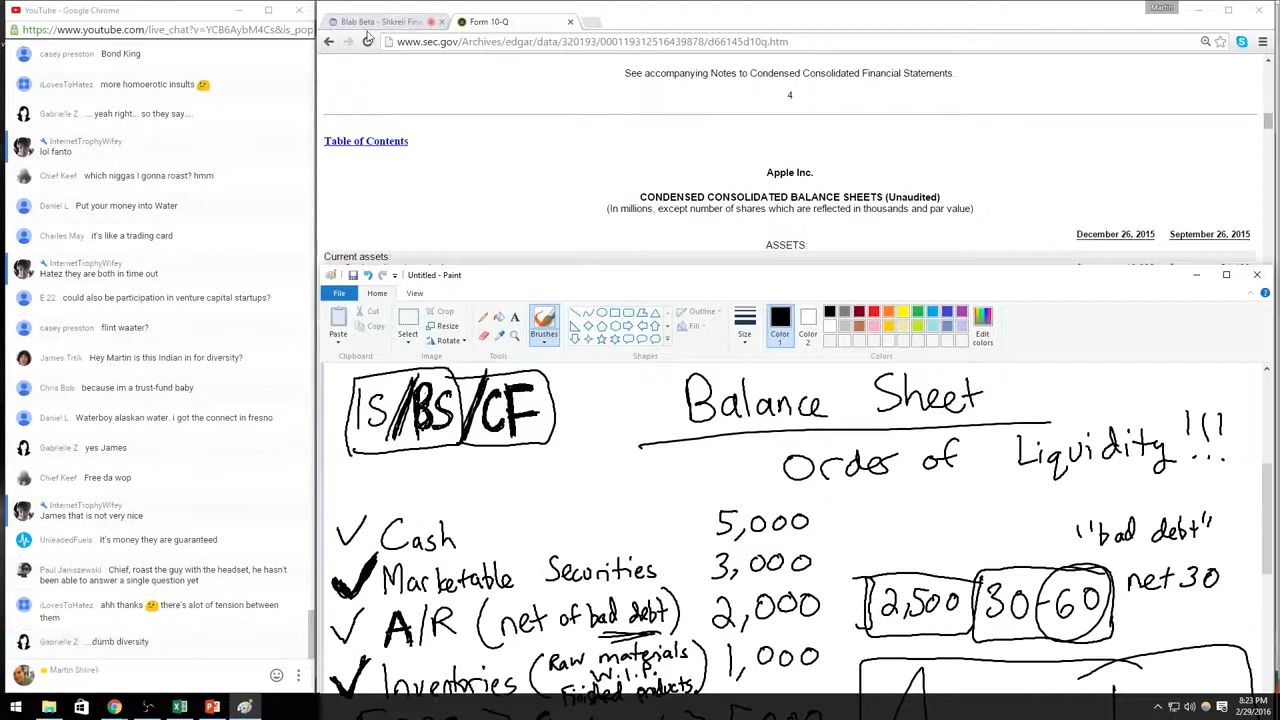 YouTube - Google Chrome
https://www.youtube.com/live_chat?v=YCB6AybM4Cs&is_pop
casey presston Bond King
iLovesToHatez more homoerotic insults
Gabrielle Z ... yeah right... so they say....
InternetTrophyWifey
lol fanto
Chief Keef which niggas I gonna roast? hmm
Daniel L Put your money into Water
Charles May it's like a trading card
InternetTrophyWifey
Hatez they are both in time out
E 22 could also be participation in venture capital startups?
casey presston flint waater?
James Trtik Hey Martin is this Indian in for diversity?
Chris Bob because im a trust-fund baby
Daniel L Waterboy alaskan water. i got the connect in fresno
Gabrielle Z yes James
Chief Keef Free da wop
InternetTrophyWifey
James that is not very nice
UnleadedFuels it's money they are guaranteed
Paul Janiszewski Chief, roast the guy with the headset, he hasn't
been able to answer a single question yet
iLovesToHatez ahh thanks there's alot of tension between
them
Gabrielle Z ...dumb diversity
Martin Shkreli
Blab Beta - Shkreli Fin
Form 10-Q
Martin
www.sec.gov/Archives/edgar/data/320193/000119312516439878/d66145d10q.htm
See accompanying Notes to Condensed Consolidated Financial Statements.
4
Table of Contents
Apple Inc.
CONDENSED CONSOLIDATED BALANCE SHEETS (Unaudited)
(In millions, except number of shares which are reflected in thousands and par value)
December 26, 2015 September 26, 2015
ASSETS:
Current assets:
Untitled - Paint
File Home View
Paste
Cut
Copy
Clipboard
Select
Crop
Resize
Rotate
Image
A
Tools
Brushes
Outline
Fill
Shapes
Size
Color
1
Color
2
Edit
colors
Colors
IS/BS/CF
Balance Sheet
Order of Liquidity!!!
Cash 5,000
Marketable Securities 3,000
A/R (net of bad debt) 2,000
Inventories (Raw materials
W.I.P.
Finished products) 1,000
"bad debt"
2,500 30-60 net 30
8:23 PM
2/29/2016